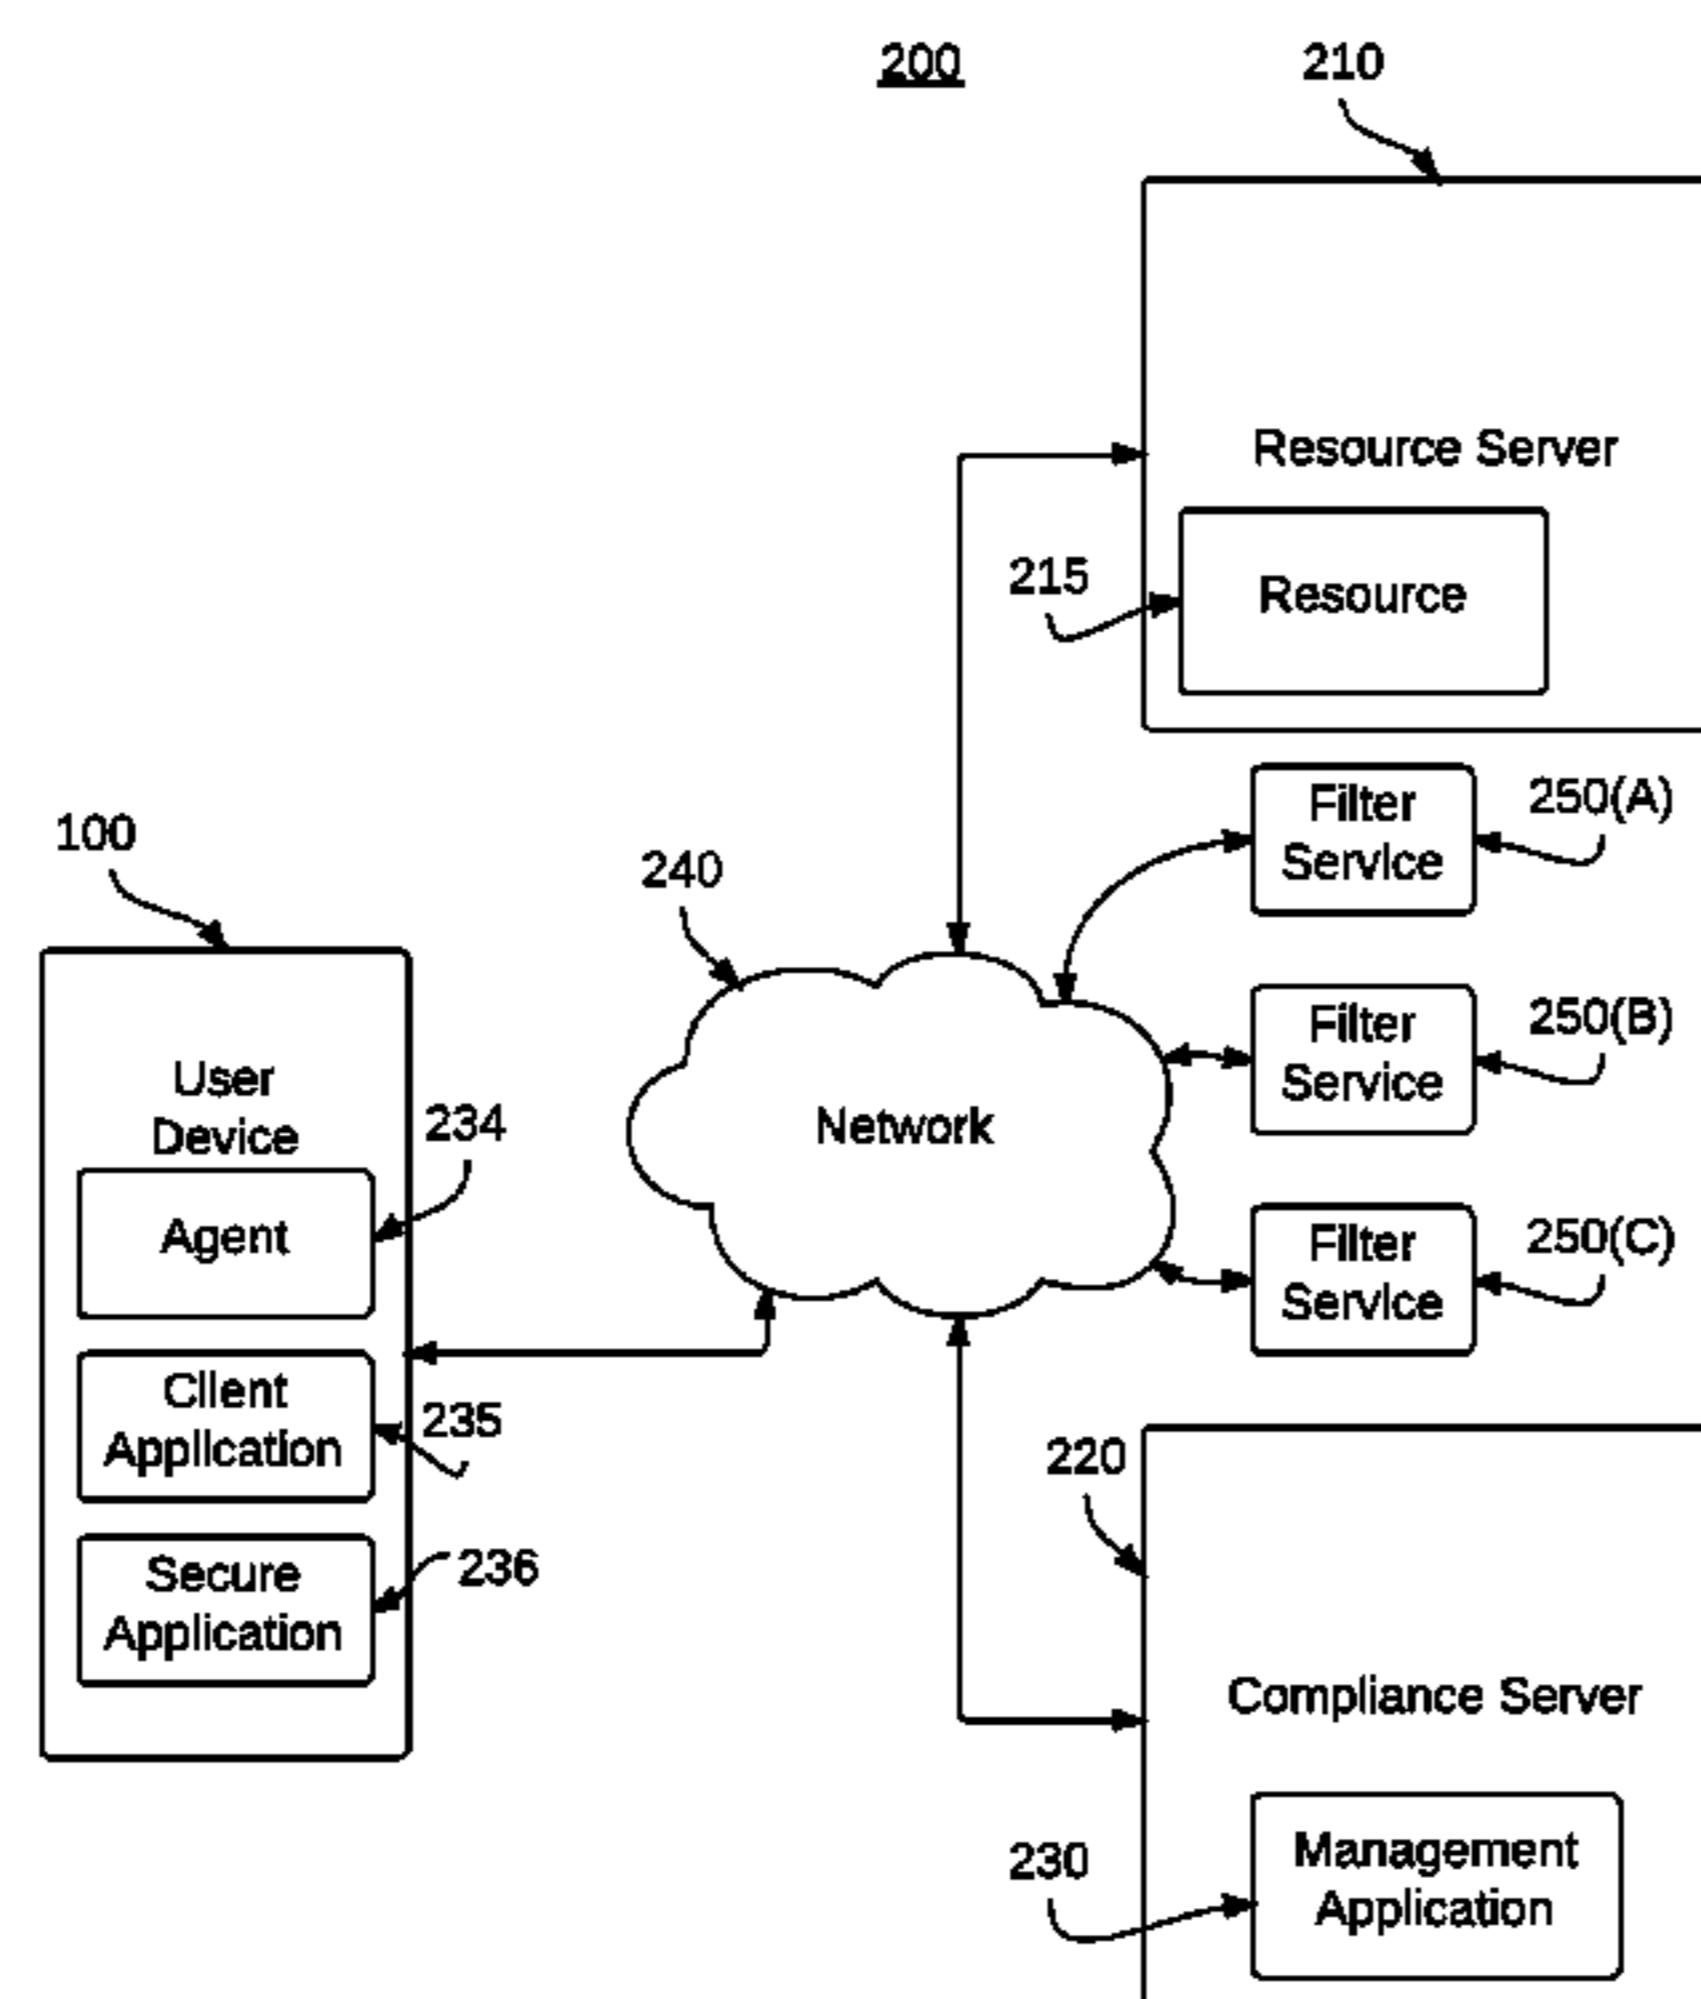 200
210
Resource Server
215
Resource
Filter
Service
250(A)
100
240
Filter
Service
250(B)
User
Device
234
Network
Agent
Filter
Service
250(C)
Client
Application
235
220
Secure
Application
236
Compliance Server
230
Management
Application